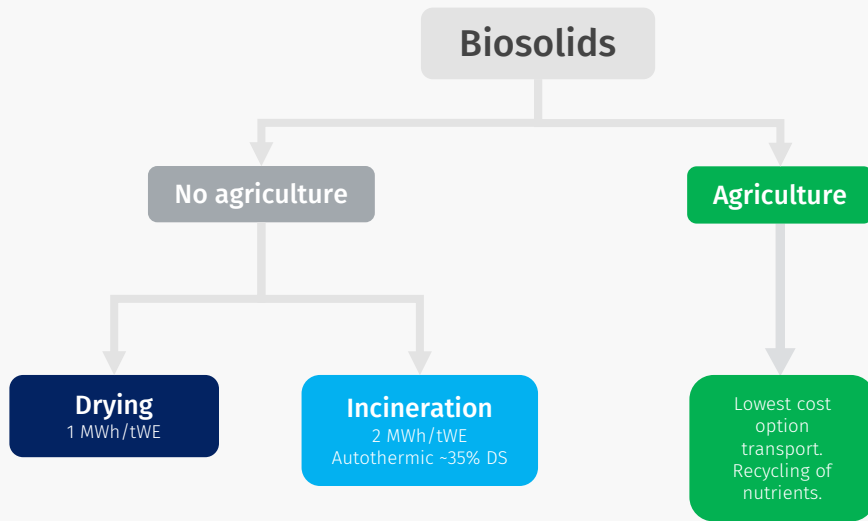 Biosolids
No agriculture
Agriculture
Drying
1 MWh/tWE
Incineration
2 MWh/tWE
Autothermic ~35% DS
Lowest cost
option
transport.
Recycling of
nutrients.